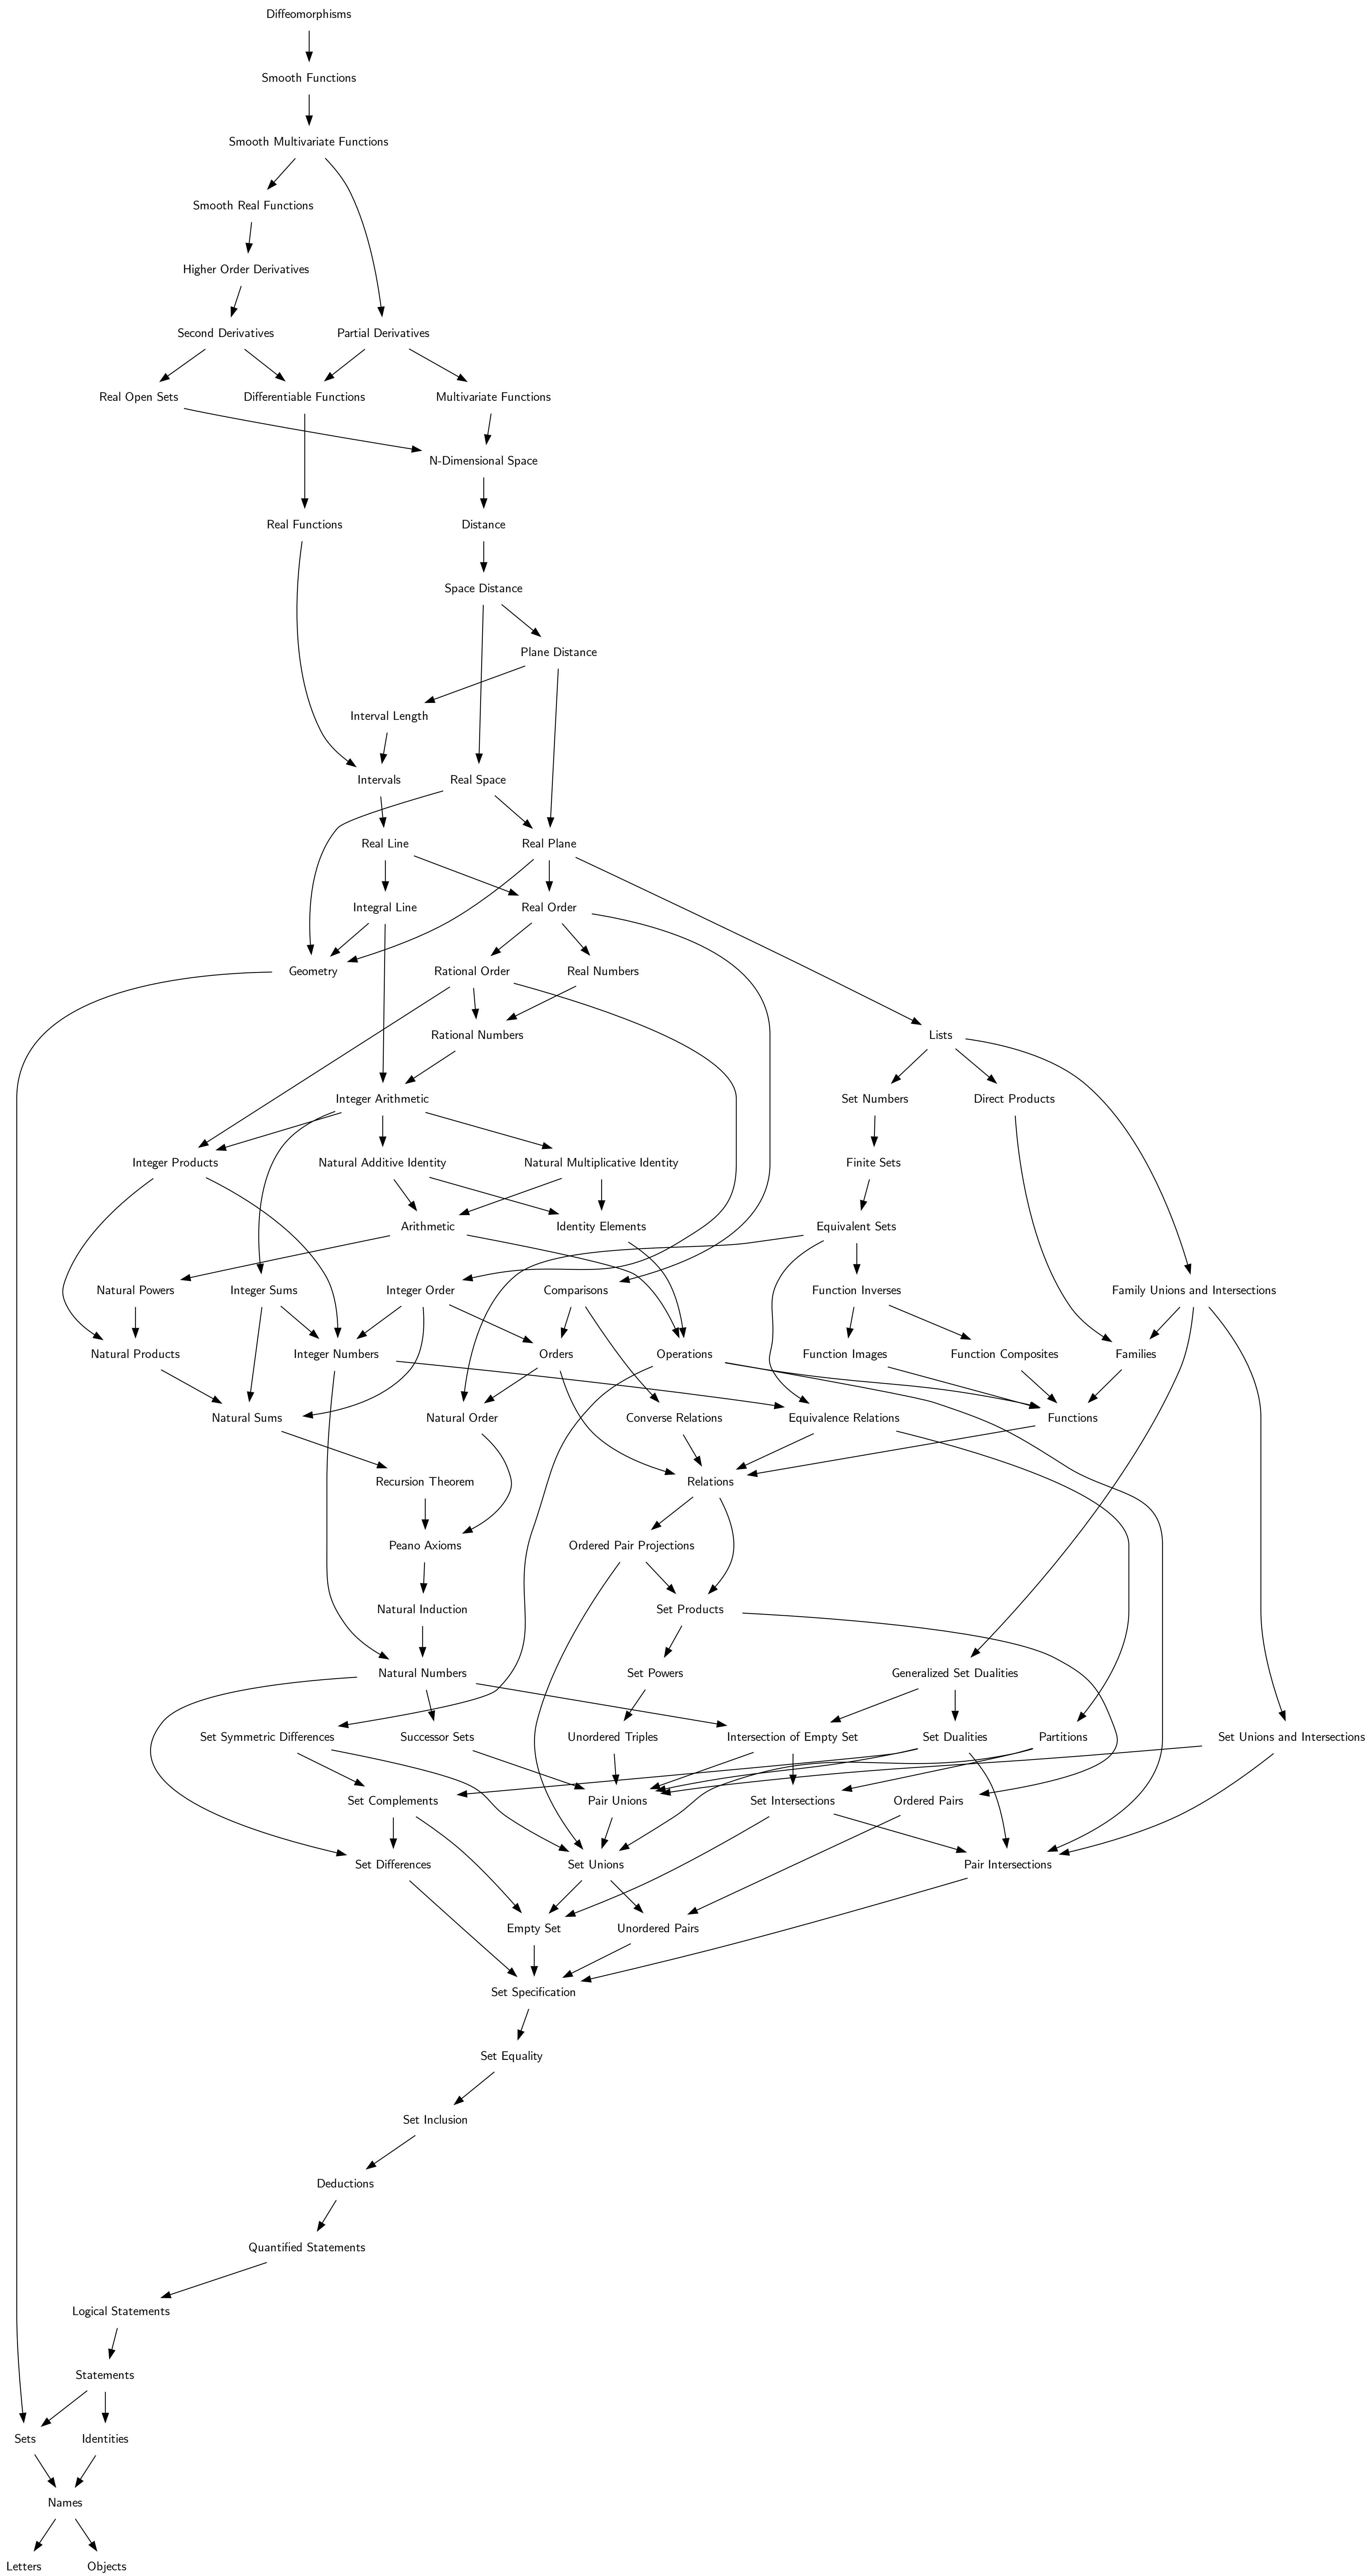 Diffeomorphisms
Smooth Functions
Smooth Multivariate Functions
Smooth Real Functions
Higher Order Derivatives
Second Derivatives
Partial Derivatives
Real Open Sets
Differentiable Functions
Multivariate Functions
N-Dimensional Space
Real Functions
Distance
Space Distance
Plane Distance
Interval Length
Intervals
Real Space
Real Line
Real Plane
Integral Line
Real Order
Geometry
Rational Order
Real Numbers
Rational Numbers
Lists
Integer Arithmetic
Set Numbers
Direct Products
Integer Products
Natural Additive Identity
Natural Multiplicative Identity
Finite Sets
Arithmetic
Identity Elements
Equivalent Sets
Natural Powers
Integer Sums
Integer Order
Comparisons
Function Inverses
Family Unions and Intersections
Natural Products
Integer Numbers
Orders
Operations
Function Images
Function Composites
Families
Natural Sums
Natural Order
Converse Relations
Equivalence Relations
Functions
Recursion Theorem
Relations
Peano Axioms
Ordered Pair Projections
Natural Induction
Set Products
Natural Numbers
Set Powers
Generalized Set Dualities
Set Symmetric Differences
Successor Sets
Unordered Triples
Intersection of Empty Set
Set Dualities
Partitions
Set Unions and Intersections
Set Complements
Pair Unions
Set Intersections
Ordered Pairs
Set Differences
Set Unions
Pair Intersections
Empty Set
Unordered Pairs
Set Specification
Set Equality
Set Inclusion
Deductions
Quantified Statements
Logical Statements
Statements
Sets
Identities
Names
Letters
Objects